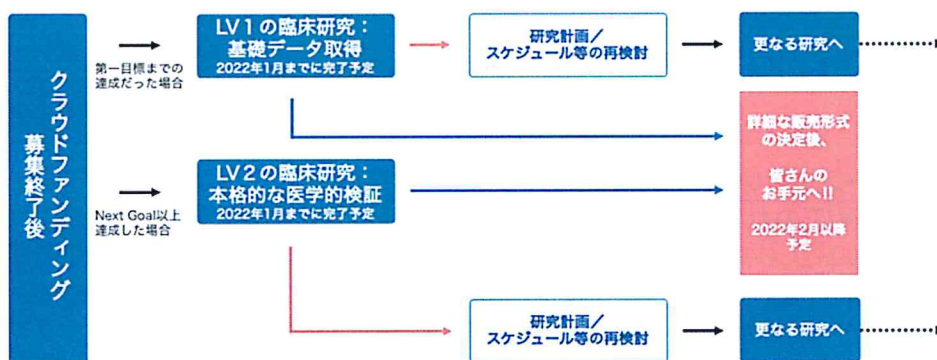 クラウドファンディング
募集終了後
第一目標までの
達成だった場合
LV1の臨床研究：
基礎データ取得
2022年1月までに完了予定
研究計画／
スケジュール等の再検討
更なる研究へ
詳細な販売形式
の決定後、
皆さんの
お手元へ!!
2022年2月以降
予定
Next Goal以上
達成した場合
LV2の臨床研究：
本格的な医学的検証
2022年1月までに完了予定
研究計画／
スケジュール等の再検討
更なる研究へ